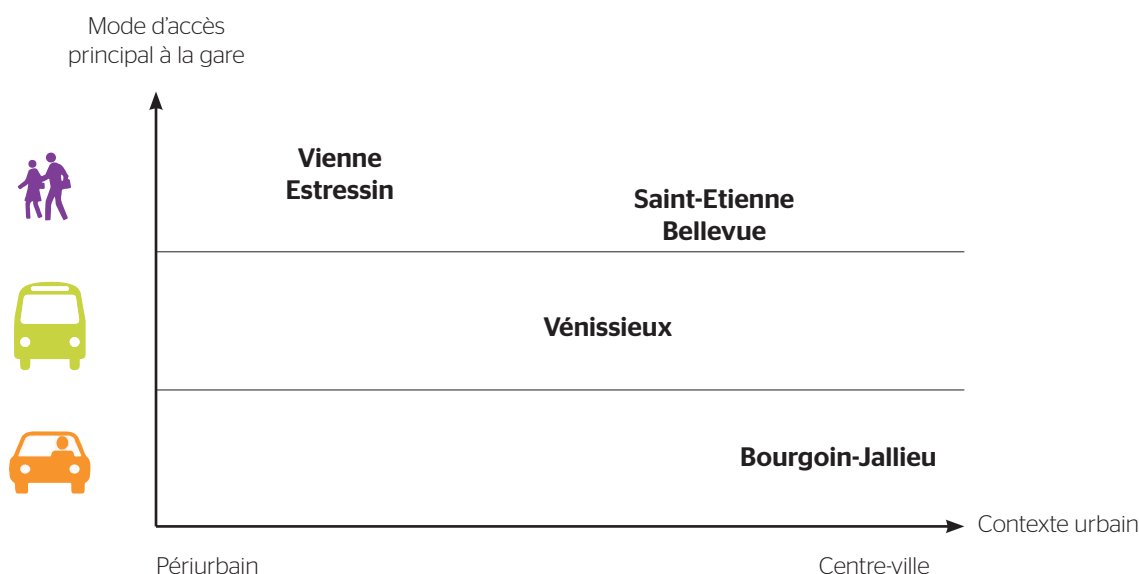 Mode d'accès
principal à la gare
Vienne
Estressin
Saint-Etienne
Bellevue
Vénissieux
Bourgoin-Jallieu
Contexte urbain
Périurbain
Centre-ville